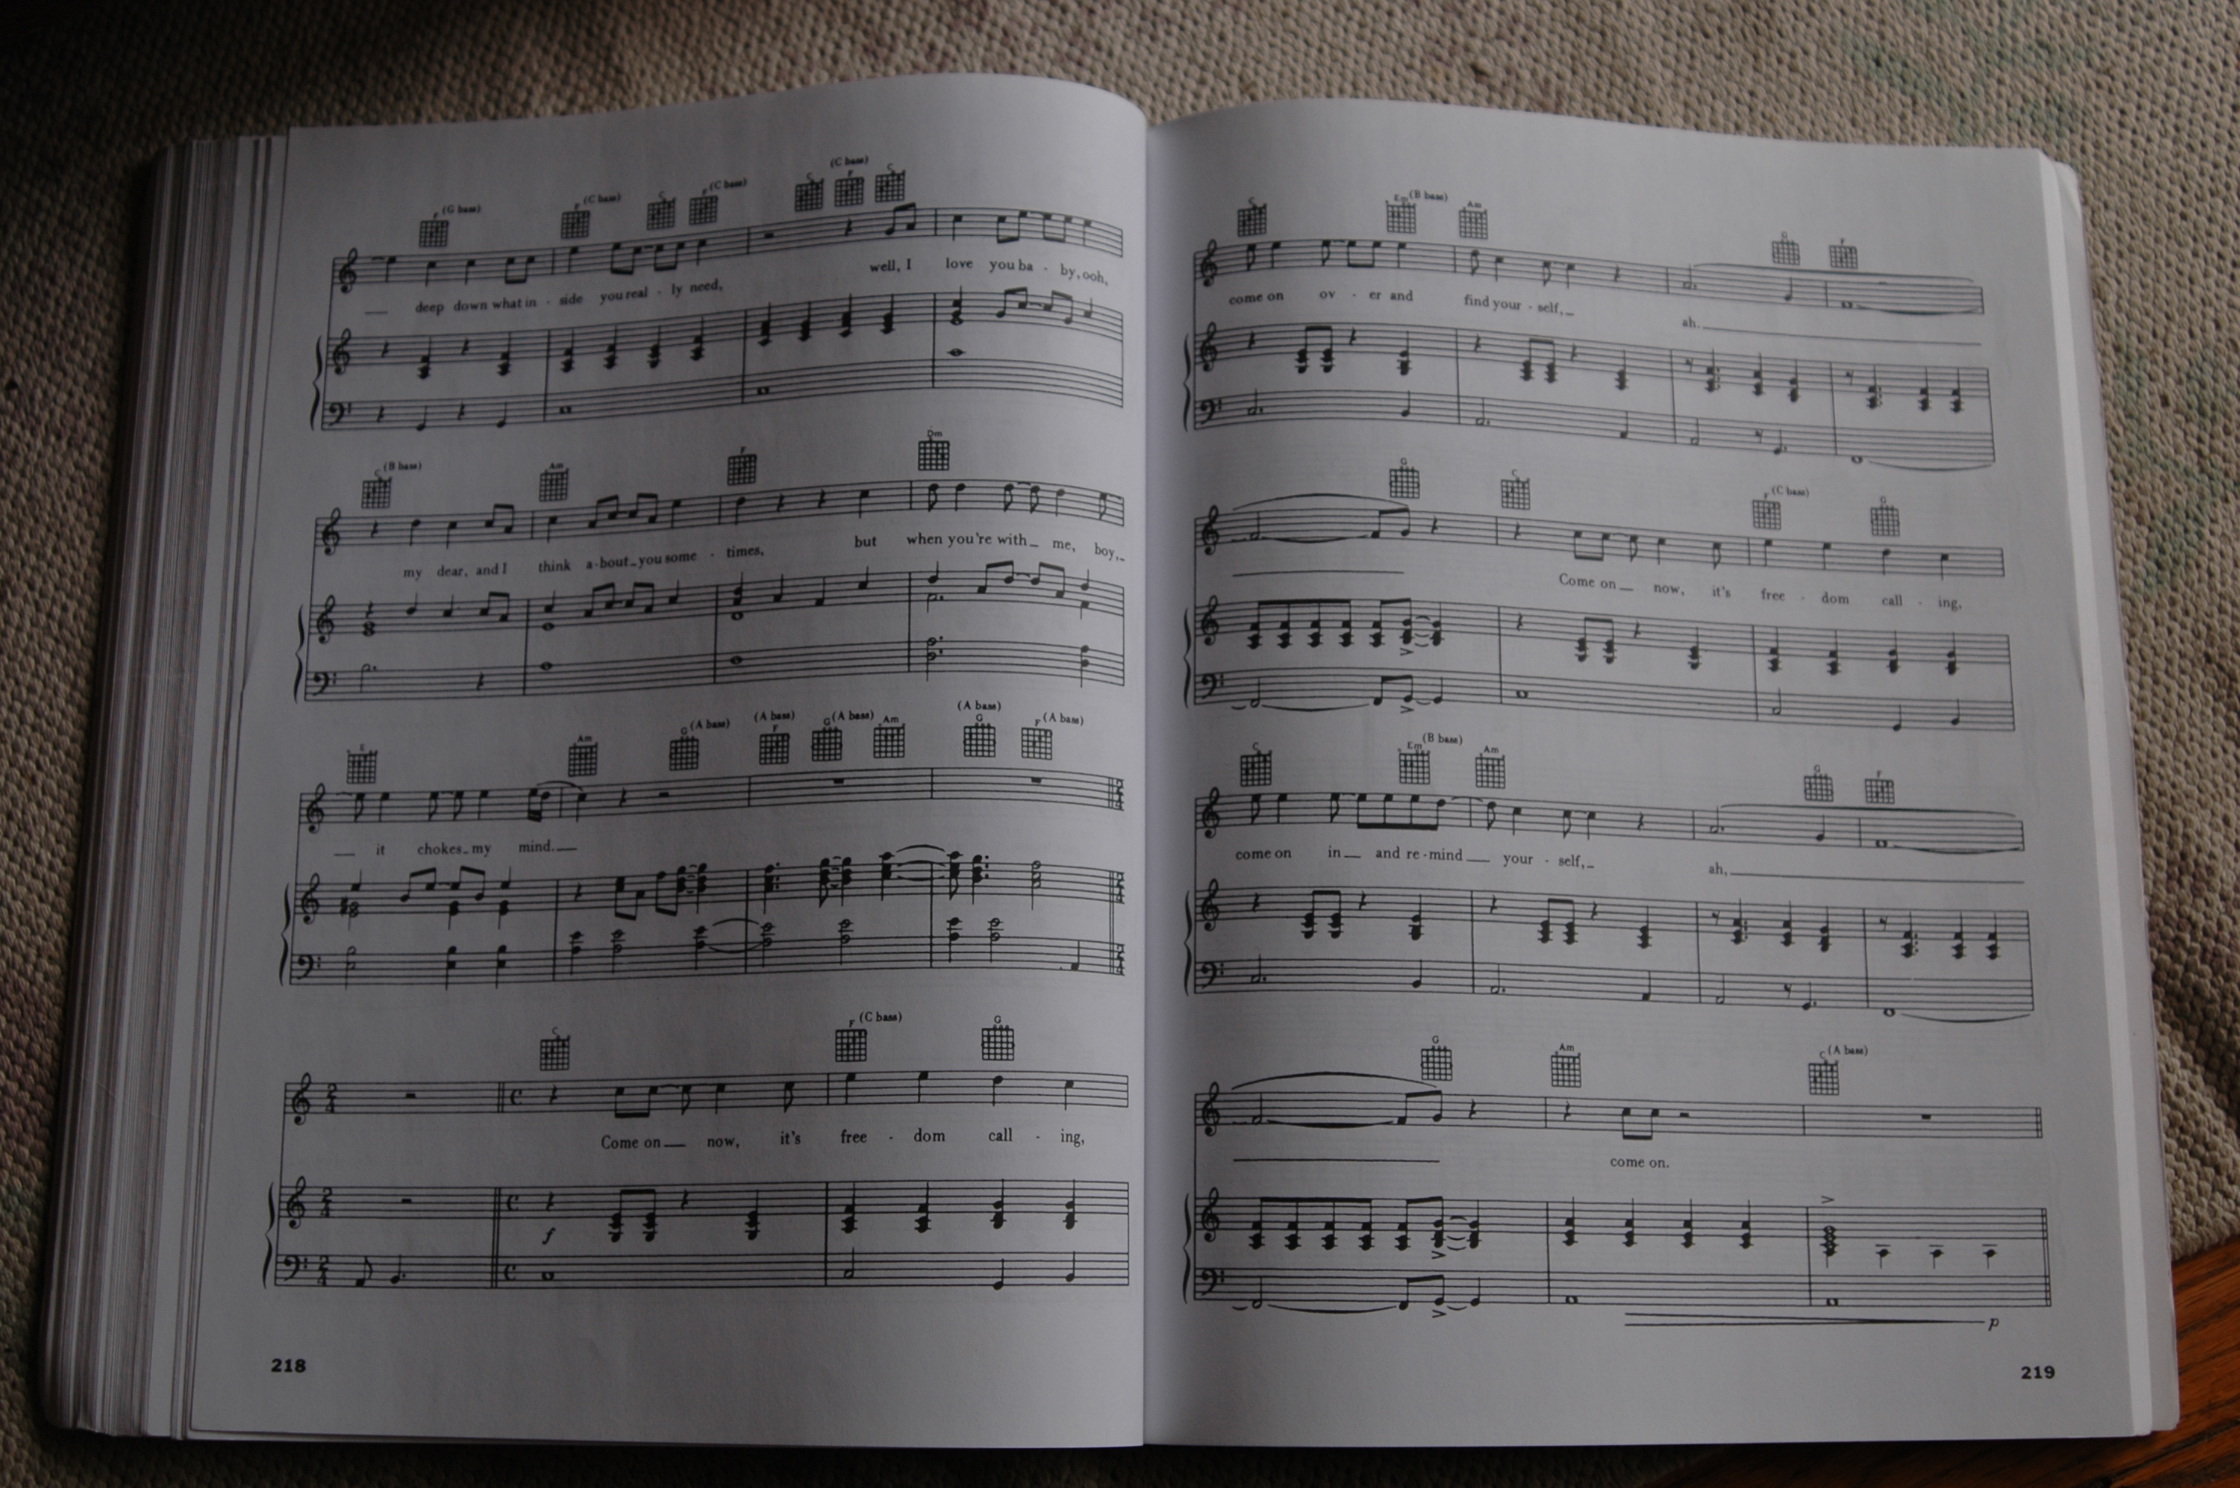 F (G bass) F (C bass) C F (C bass) C F (C bass) C
deep down what in - side you real - ly need, well, I love you ba - by, ooh,
C (B bass) Am F Dm
my dear, and I think a - bout you some - times, but when you're with me, boy,
E Am G (A bass) F (A bass) G (A bass) Am G (A bass) F (A bass)
it chokes my mind.
C F (C bass) G
Come on now, it's free - dom call - ing,
f
218
C Em (B bass) Am G F
come on ov - er and find your - self, ah.
G C F (C bass) G
Come on now, it's free - dom call - ing,
C Em (B bass) Am G F
come on in and re - mind your - self, ah,
G Am C (A bass)
come on.
p
219